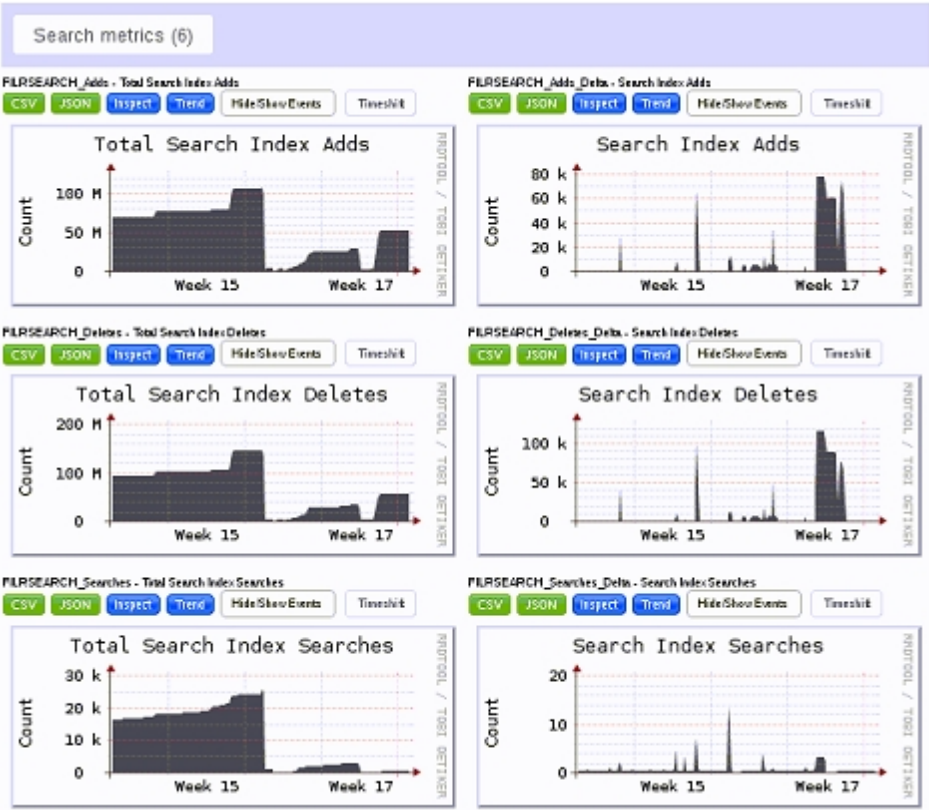 Search metrics (6)
FILRSEARCH_Adds - Total Search Index Adds
CSV JSON Inspect Trend Hide/Show Events Timeshift
Total Search Index Adds
Count
100 M
50 M
0
Week 15 Week 17
RRDTOOL / TOBI OETIKER
FILRSEARCH_Adds_Delta - Search Index Adds
CSV JSON Inspect Trend Hide/Show Events Timeshift
Search Index Adds
Count
80 k
60 k
40 k
20 k
0
Week 15 Week 17
RRDTOOL / TOBI OETIKER
FILRSEARCH_Deletes - Total Search Index Deletes
CSV JSON Inspect Trend Hide/Show Events Timeshift
Total Search Index Deletes
Count
200 M
100 M
0
Week 15 Week 17
RRDTOOL / TOBI OETIKER
FILRSEARCH_Deletes_Delta - Search Index Deletes
CSV JSON Inspect Trend Hide/Show Events Timeshift
Search Index Deletes
Count
100 k
50 k
0
Week 15 Week 17
RRDTOOL / TOBI OETIKER
FILRSEARCH_Searches - Total Search Index Searches
CSV JSON Inspect Trend Hide/Show Events Timeshift
Total Search Index Searches
Count
30 k
20 k
10 k
0
Week 15 Week 17
RRDTOOL / TOBI OETIKER
FILRSEARCH_Searches_Delta - Search Index Searches
CSV JSON Inspect Trend Hide/Show Events Timeshift
Search Index Searches
Count
20
10
0
Week 15 Week 17
RRDTOOL / TOBI OETIKER